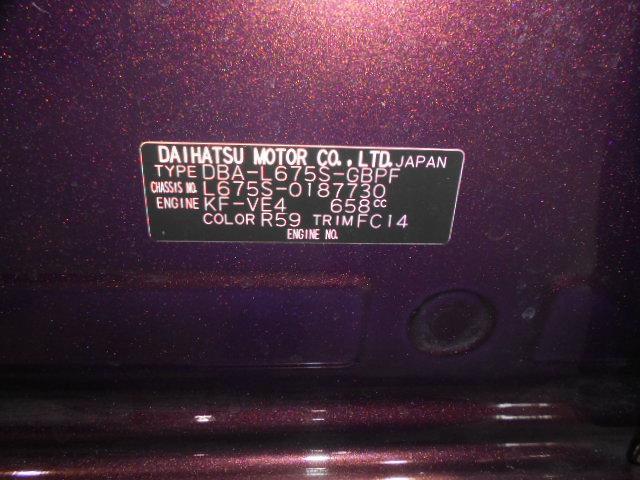 DAIHATSU MOTOR CO., LTD. JAPAN
TYPE DBA-L675S-GBPF
CHASSIS NO. L675S-0187730
ENGINE KF-VE4 658cc
COLOR R59 TRIM FC14
ENGINE NO.